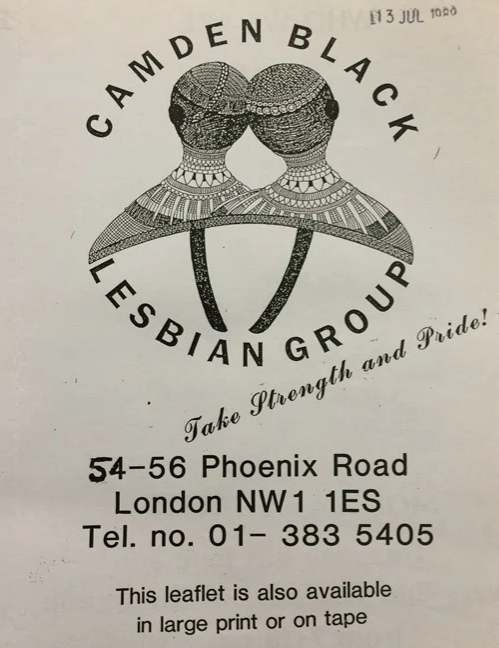 13 JUL
CAMDEN BLACK
LESBIAN GROUP
Take Strength and Pride!
54-56 Phoenix Road
London NW1 1ES
Tel. no. 01- 383 5405
This leaflet is also available
in large print or on tape